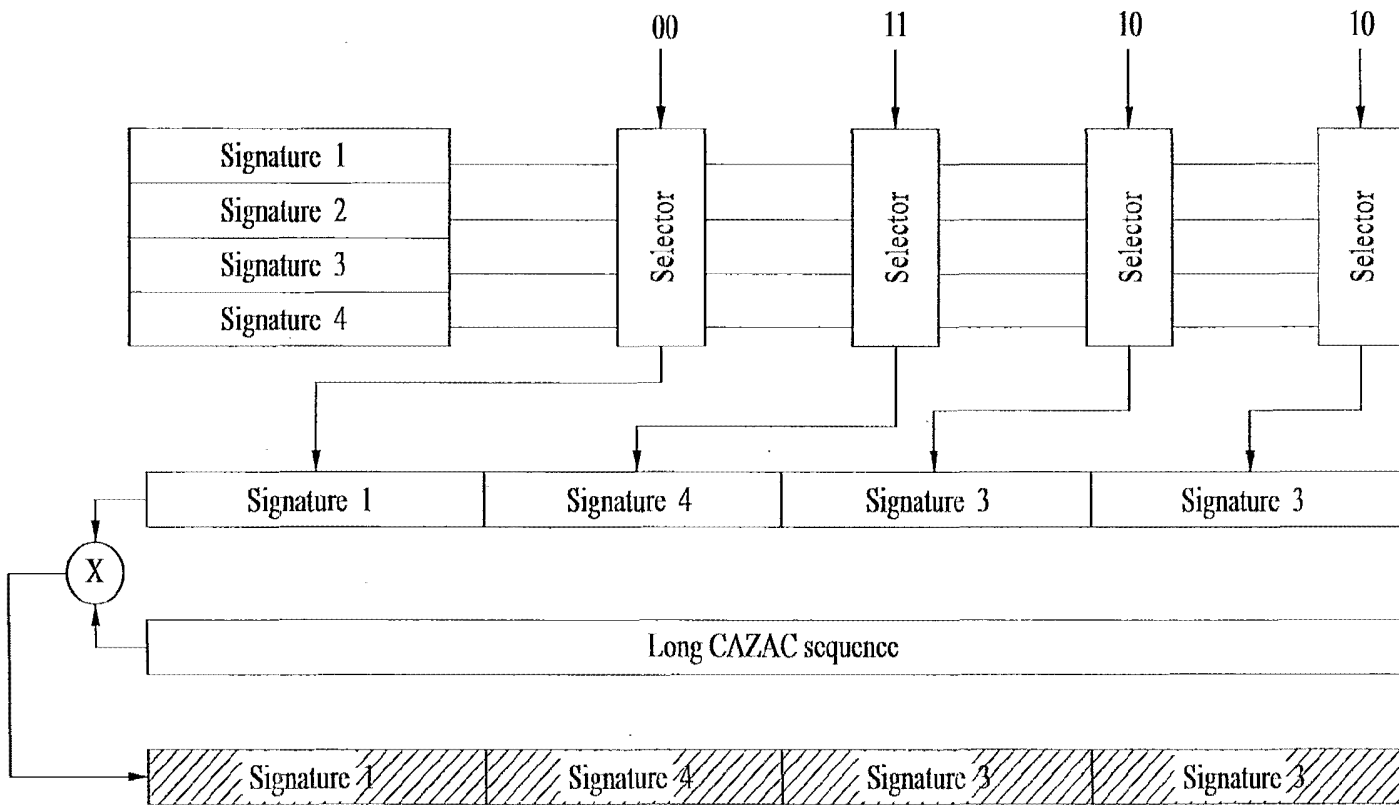 00 11 10 10
Signature 1
Signature 2
Signature 3
Signature 4
Selector Selector Selector Selector
Signature 1 Signature 4 Signature 3 Signature 3
X
Long CAZAC sequence
Signature 1 Signature 4 Signature 3 Signature 3